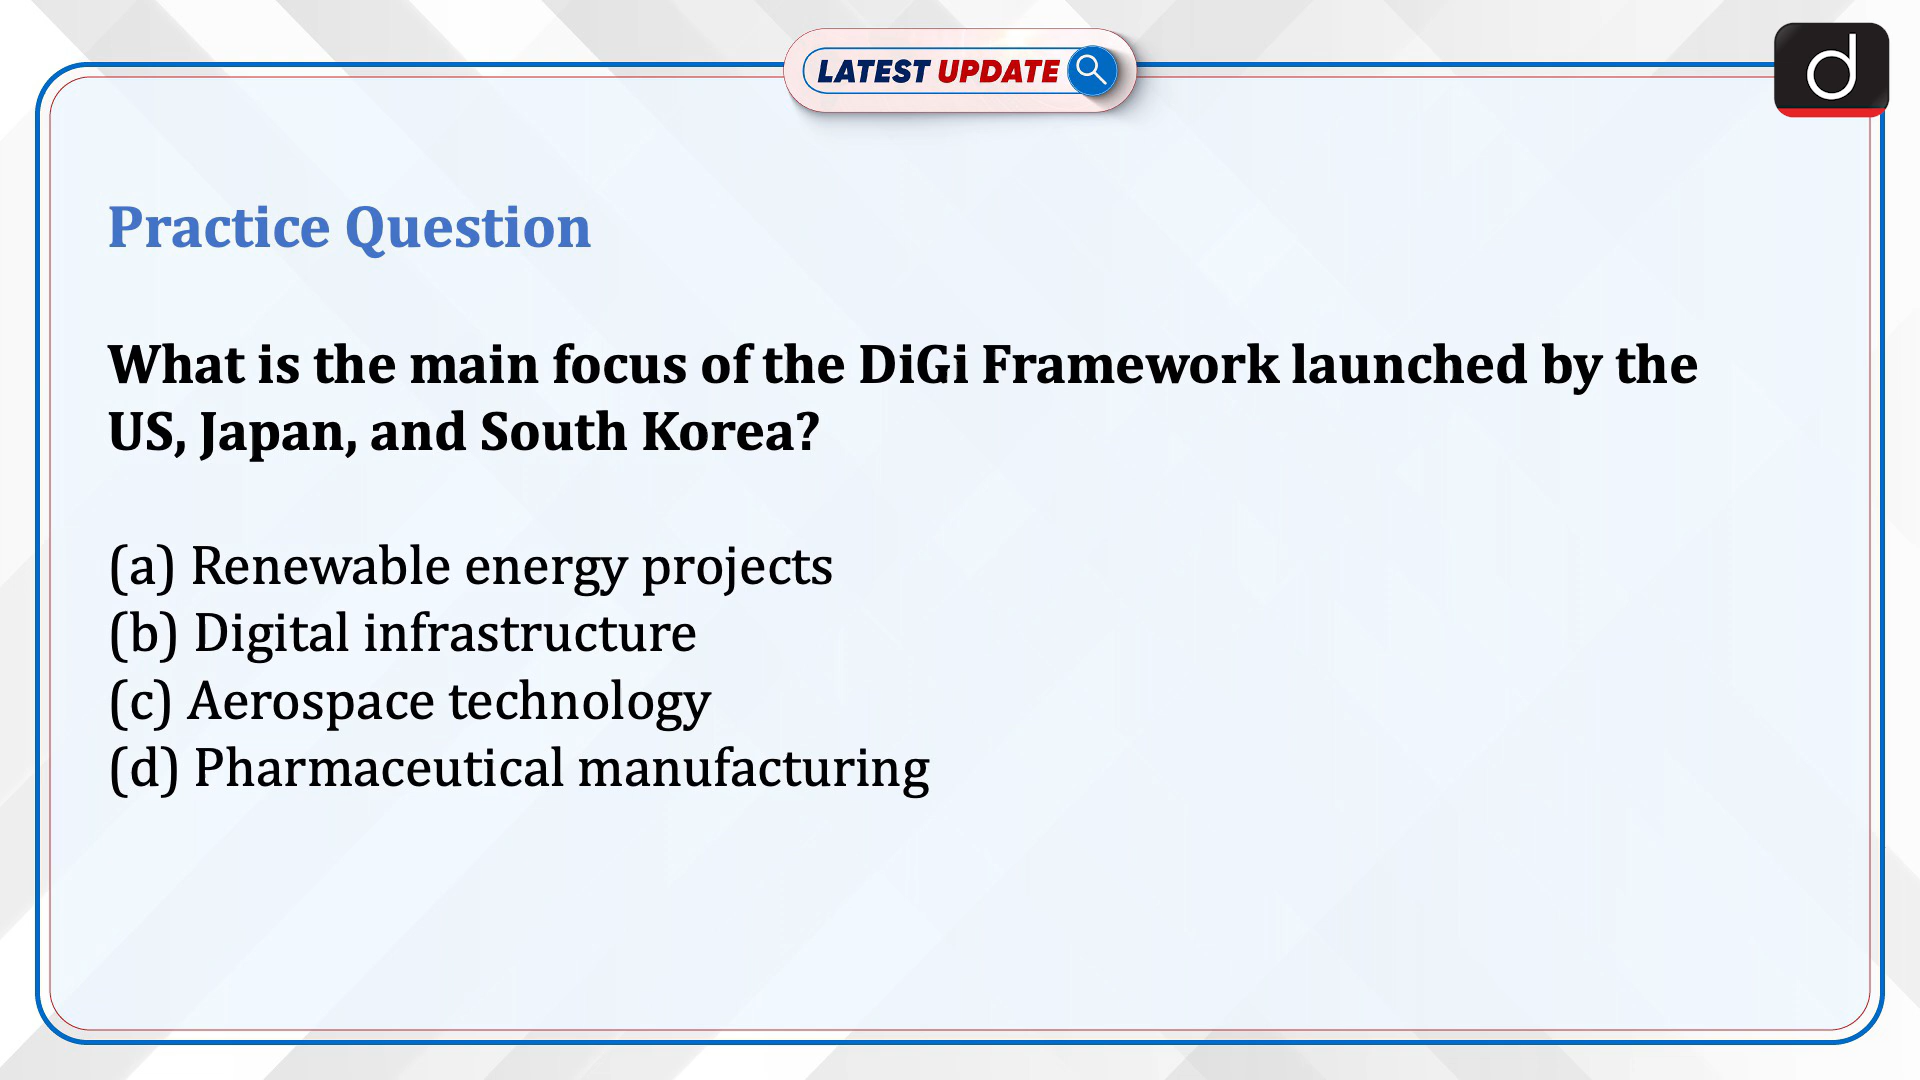 LATEST UPDATE
d
Practice Question
What is the main focus of the DiGi Framework launched by the
US, Japan, and South Korea?
(a) Renewable energy projects
(b) Digital infrastructure
(c) Aerospace technology
(d) Pharmaceutical manufacturing